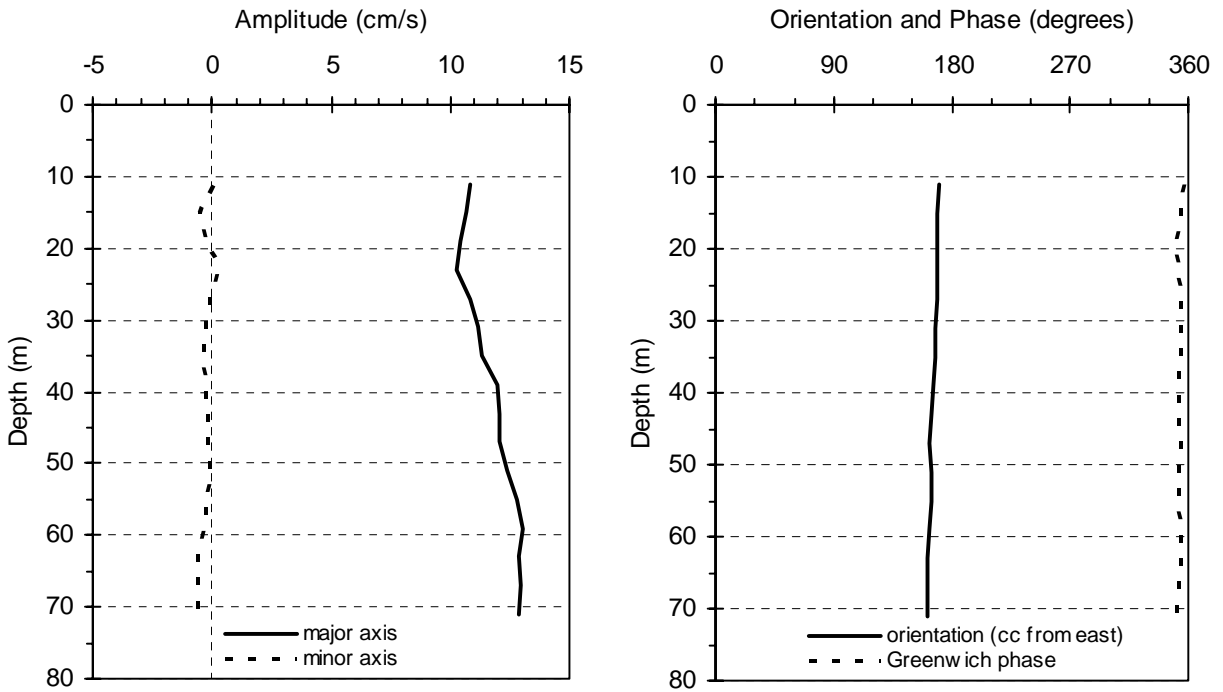 Amplitude (cm/s)
-5 0 5 10 15
0
10
20
30
40
50
60
70
80
Depth (m)
major axis
minor axis
Orientation and Phase (degrees)
0 90 180 270 360
0
10
20
30
40
50
60
70
80
Depth (m)
orientation (cc from east)
Greenwich phase